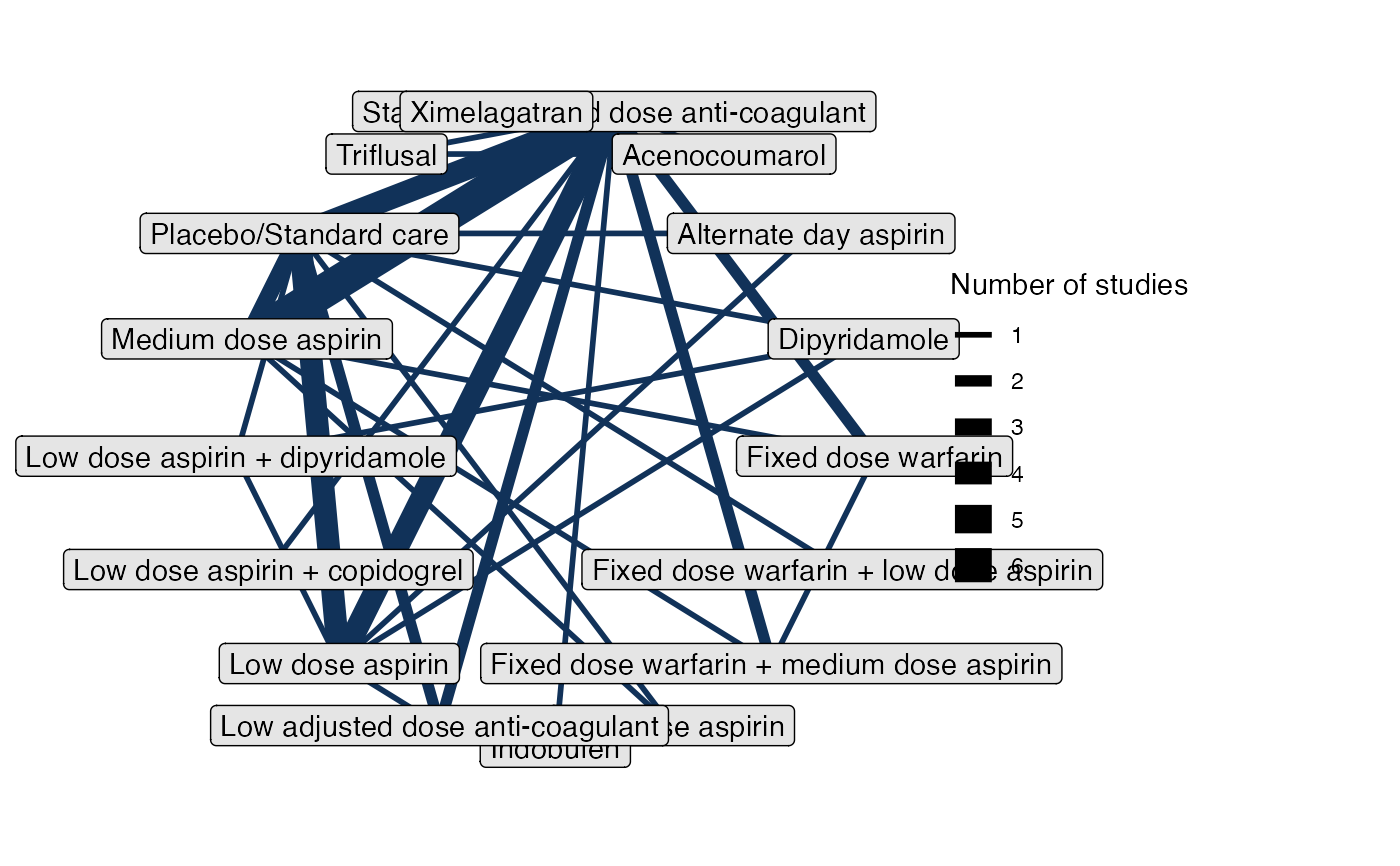 Sta
Ximelagatran
d dose anti-coagulant
Triflusal
Acenocoumarol
Placebo/Standard care
Alternate day aspirin
Number of studies
Medium dose aspirin
Dipyridamole
1
2
3
Low dose aspirin + dipyridamole
Fixed dose warfarin
4
5
Low dose aspirin + copidogrel
Fixed dose warfarin + low dose aspirin
6
Low dose aspirin
Fixed dose warfarin + medium dose aspirin
Low adjusted dose anti-coagulant
se aspirin
Indobufen